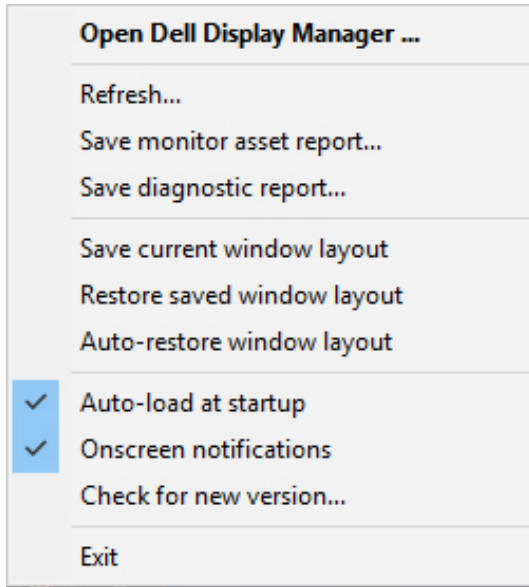 Open Dell Display Manager ...
Refresh...
Save monitor asset report...
Save diagnostic report...
Save current window layout
Restore saved window layout
Auto-restore window layout
Auto-load at startup
Onscreen notifications
Check for new version...
Exit